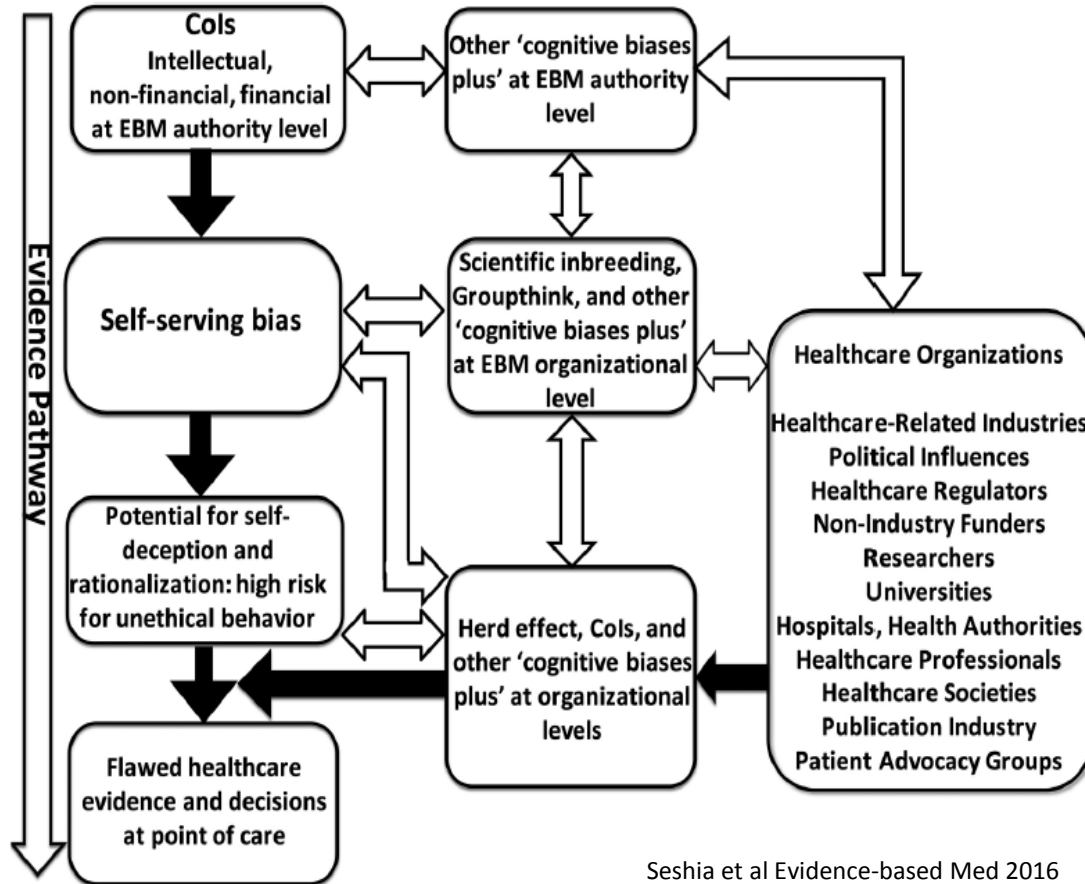 CoIs
Intellectual,
non-financial, financial
at EBM authority level
Other ‘cognitive biases
plus’ at EBM authority
level
Evidence Pathway
Self-serving bias
Scientific inbreeding,
Groupthink, and other
‘cognitive biases plus’
at EBM organizational
level
Potential for self-
deception and
rationalization: high risk
for unethical behavior
Herd effect, CoIs, and
other ‘cognitive biases
plus’ at organizational
levels
Healthcare Organizations
Healthcare-Related Industries
Political Influences
Healthcare Regulators
Non-Industry Funders
Researchers
Universities
Hospitals, Health Authorities
Healthcare Professionals
Healthcare Societies
Publication Industry
Patient Advocacy Groups
Flawed healthcare
evidence and decisions
at point of care
Seshia et al Evidence-based Med 2016